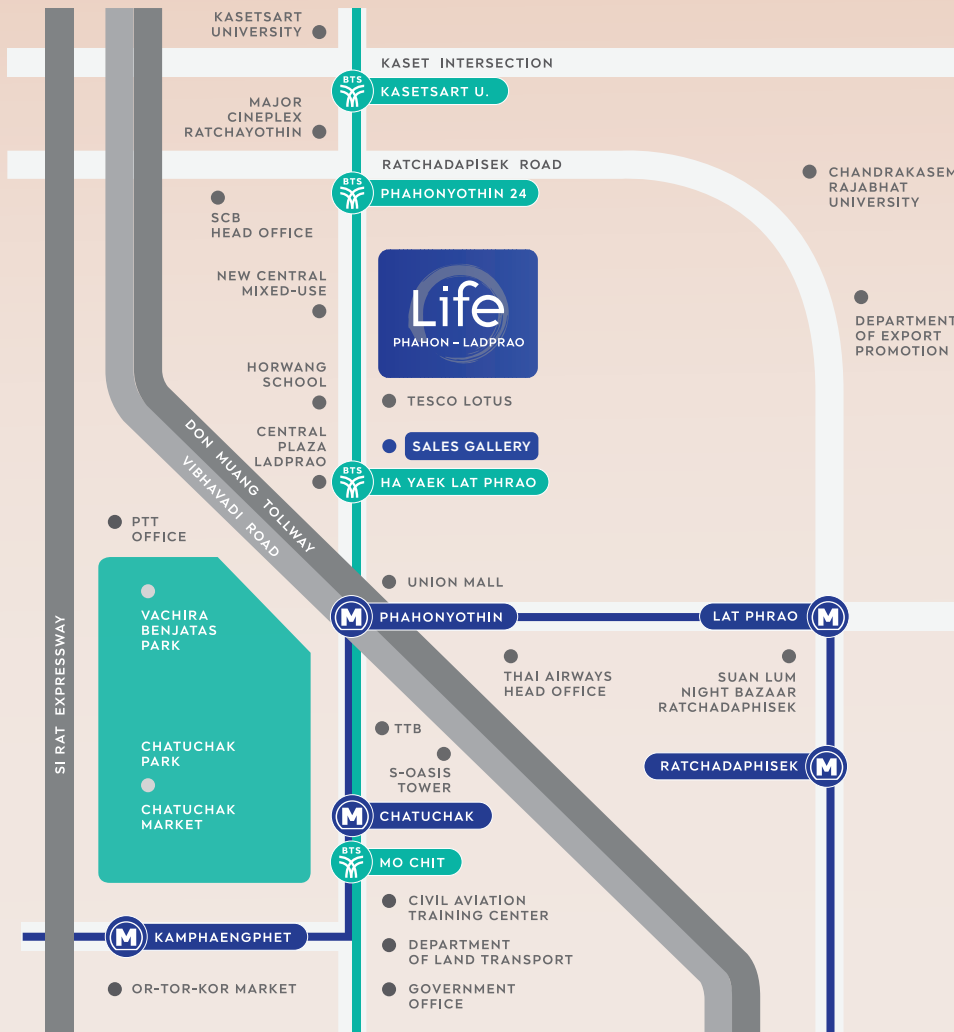 KASETSART
UNIVERSITY
KASET INTERSECTION
BTS
KASETSART U.
MAJOR
CINEPLEX
RATCHAYOTHIN
RATCHADAPISEK ROAD
BTS
PHAHONYOTHIN 24
CHANDRAKASEM
RAJABHAT
UNIVERSITY
SCB
HEAD OFFICE
NEW CENTRAL
MIXED-USE
Life
PHAHON – LADPRAO
DEPARTMENT
OF EXPORT
PROMOTION
HORWANG
SCHOOL
TESCO LOTUS
CENTRAL
PLAZA
LADPRAO
SALES GALLERY
BTS
HA YAEK LAT PHRAO
DON MUANG TOLLWAY
VIBHAVADI ROAD
PTT
OFFICE
UNION MALL
VACHIRA
BENJATAS
PARK
M
PHAHONYOTHIN
LAT PHRAO
M
SI RAT EXPRESSWAY
THAI AIRWAYS
HEAD OFFICE
SUAN LUM
NIGHT BAZAAR
RATCHADAPHISEK
TTB
CHATUCHAK
PARK
S-OASIS
TOWER
RATCHADAPHISEK
M
CHATUCHAK
MARKET
M
CHATUCHAK
BTS
MO CHIT
CIVIL AVIATION
TRAINING CENTER
M
KAMPHAENGPHET
DEPARTMENT
OF LAND TRANSPORT
OR-TOR-KOR MARKET
GOVERNMENT
OFFICE